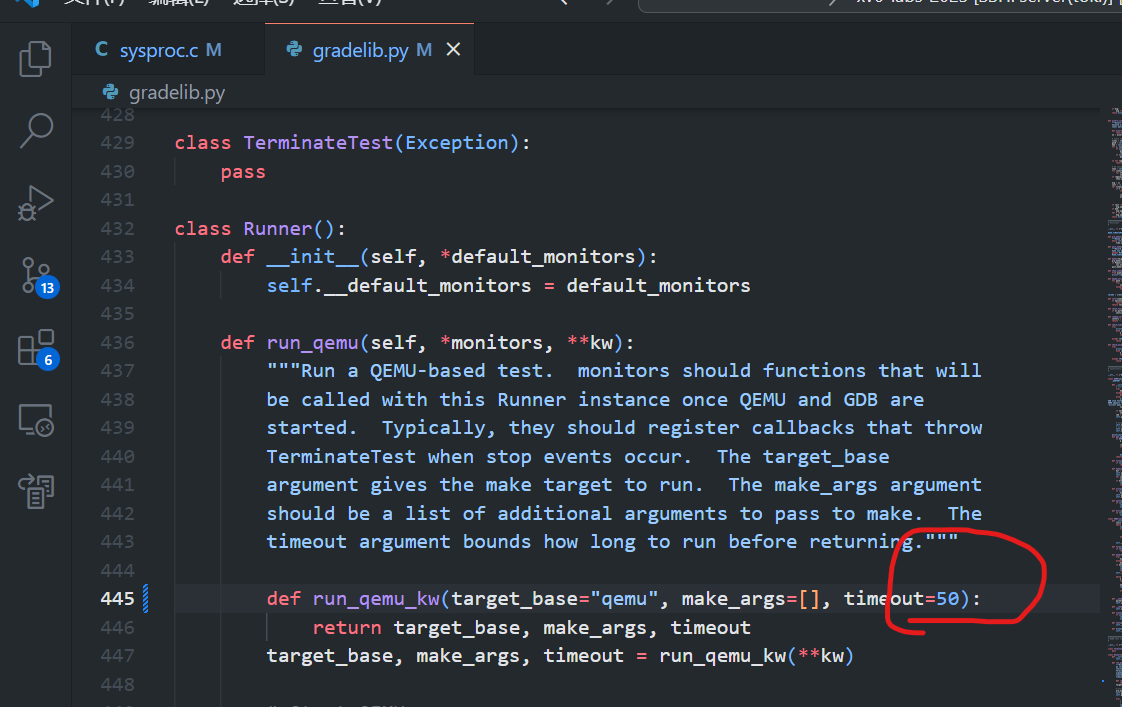 sysproc.c M
gradelib.py M
gradelib.py
428
429 class TerminateTest(Exception):
430 pass
431
432 class Runner():
433 def __init__(self, *default_monitors):
434 self.__default_monitors = default_monitors
435
436 def run_qemu(self, *monitors, **kw):
437 """Run a QEMU-based test.  monitors should functions that will
438 be called with this Runner instance once QEMU and GDB are
439 started.  Typically, they should register callbacks that throw
440 TerminateTest when stop events occur.  The target_base
441 argument gives the make target to run.  The make_args argument
442 should be a list of additional arguments to pass to make.  The
443 timeout argument bounds how long to run before returning."""
444
445 def run_qemu_kw(target_base="qemu", make_args=[], timeout=50):
446 return target_base, make_args, timeout
447 target_base, make_args, timeout = run_qemu_kw(**kw)
448
13
6